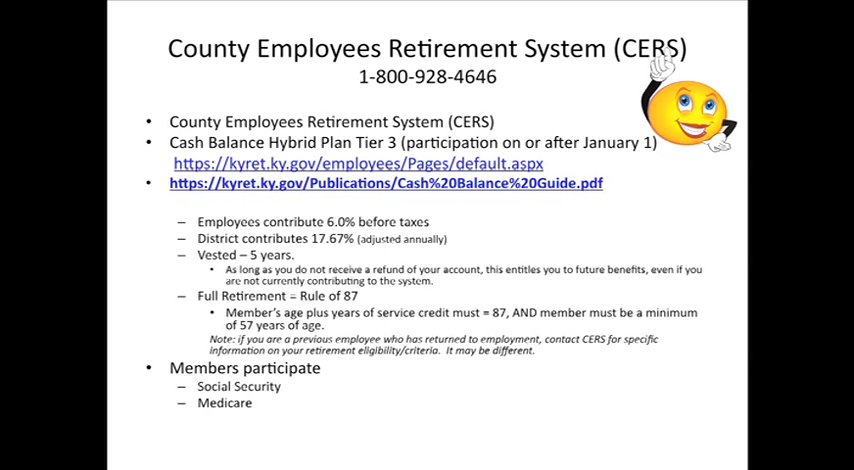 County Employees Retirement System (CERS)
1-800-928-4646
• County Employees Retirement System (CERS)
• Cash Balance Hybrid Plan Tier 3 (participation on or after January 1)
https://kyret.ky.gov/employees/Pages/default.aspx
• https://kyret.ky.gov/Publications/Cash%20Balance%20Guide.pdf
– Employees contribute 6.0% before taxes
– District contributes 17.67% (adjusted annually)
– Vested – 5 years.
• As long as you do not receive a refund of your account, this entitles you to future benefits, even if you
are not currently contributing to the system.
– Full Retirement = Rule of 87
• Member’s age plus years of service credit must = 87, AND member must be a minimum
of 57 years of age.
Note: if you are a previous employee who has returned to employment, contact CERS for specific
information on your retirement eligibility/criteria. It may be different.
• Members participate
– Social Security
– Medicare